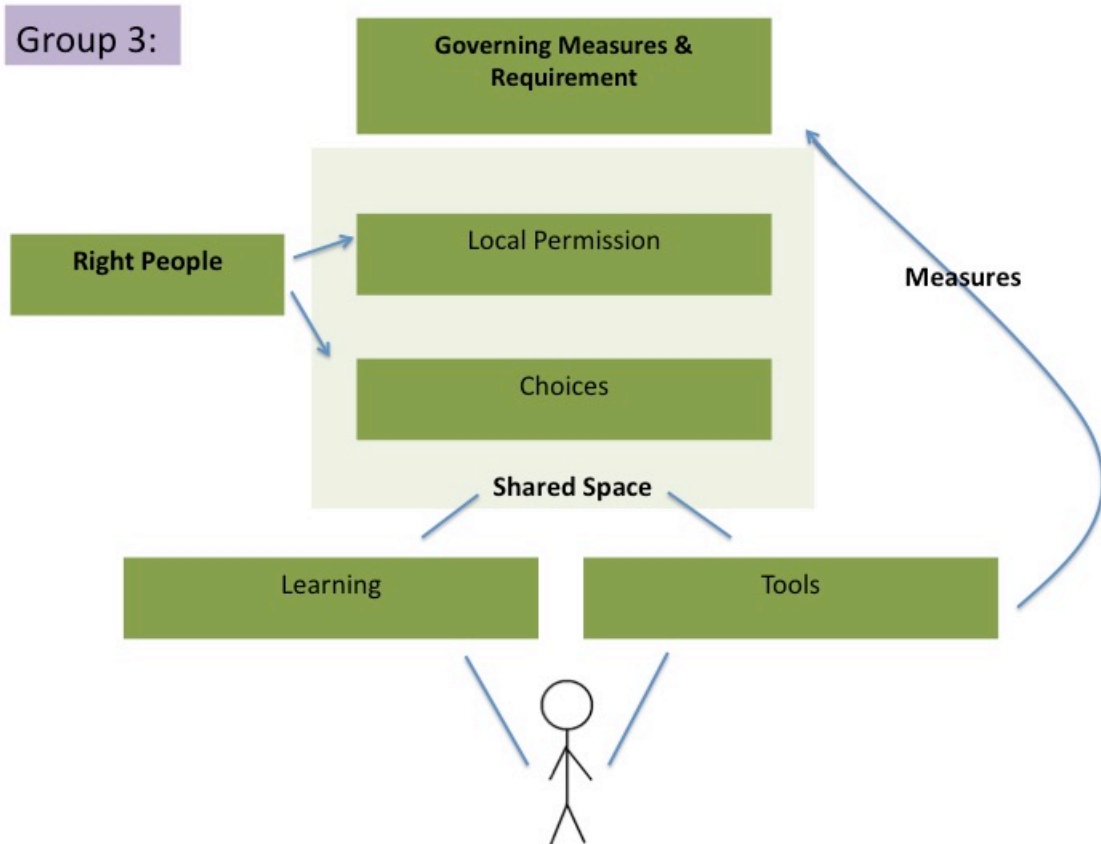 Group 3:
Governing Measures &
Requirement
Local Permission
Right People
Measures
Choices
Shared Space
Learning
Tools